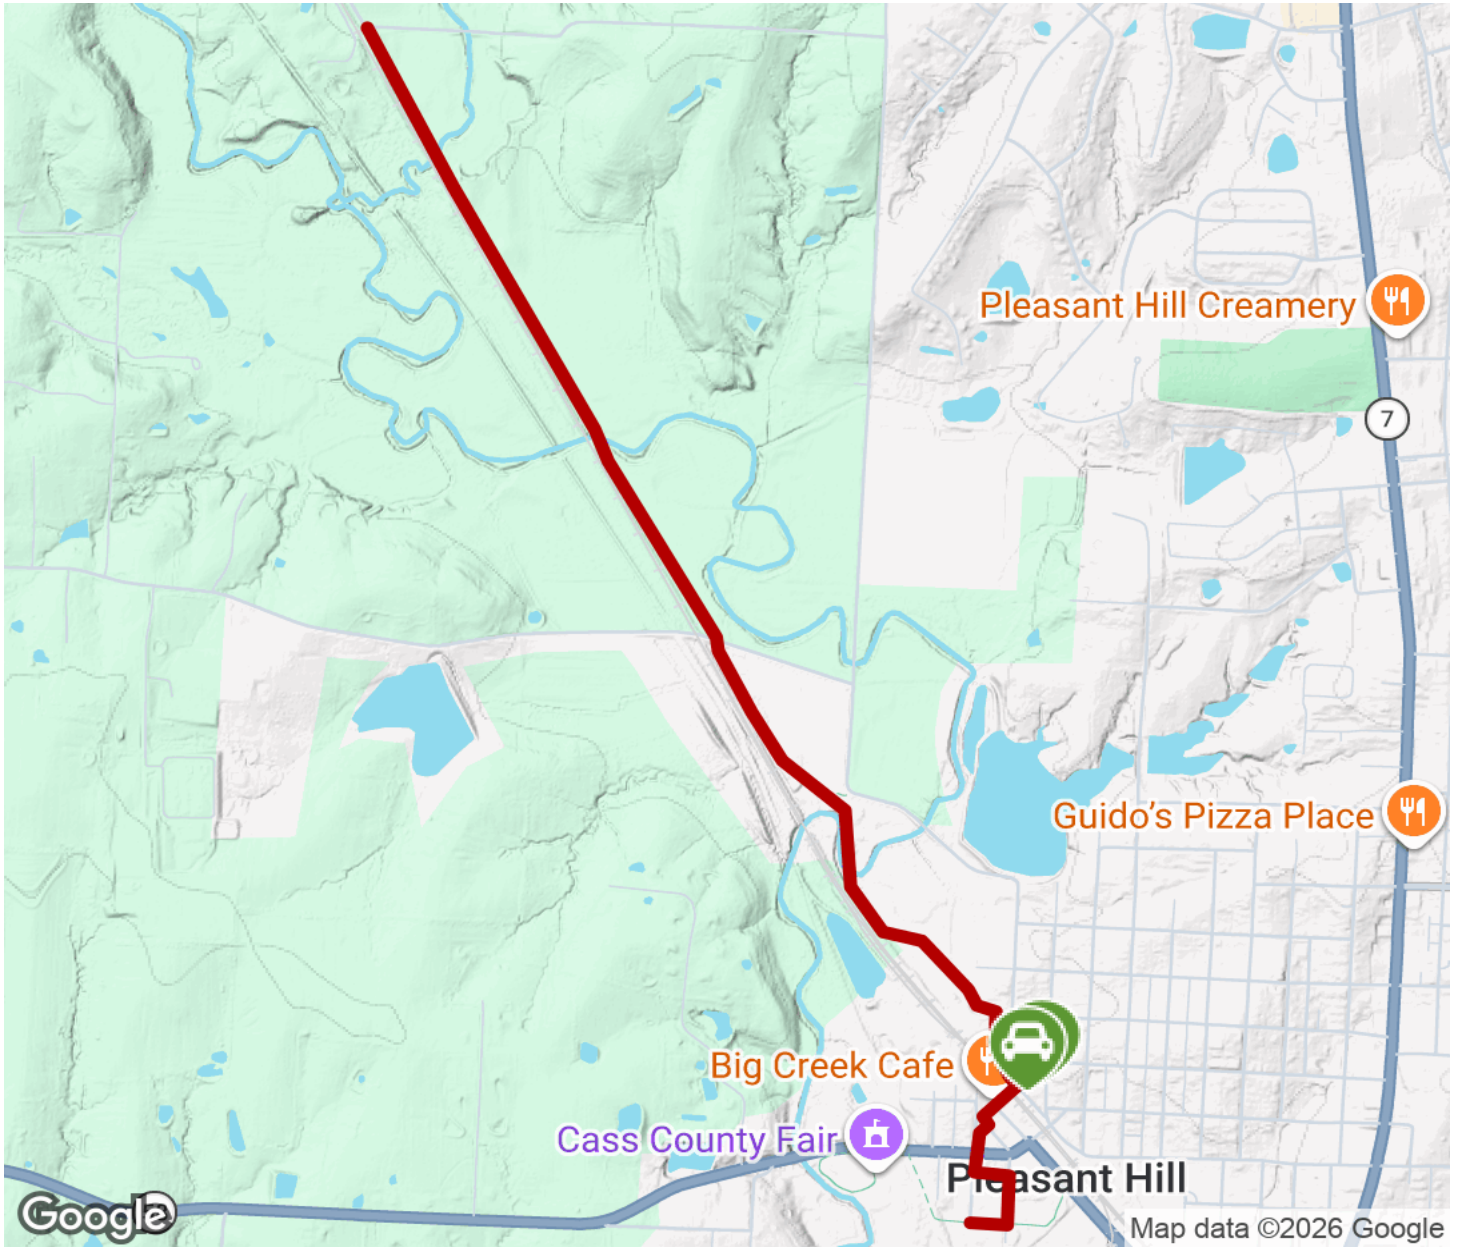 Pleasant Hill Creamery
7
Guido's Pizza Place
Big Creek Cafe
Cass County Fair
Pleasant Hill
Google
Map data ©2026 Google